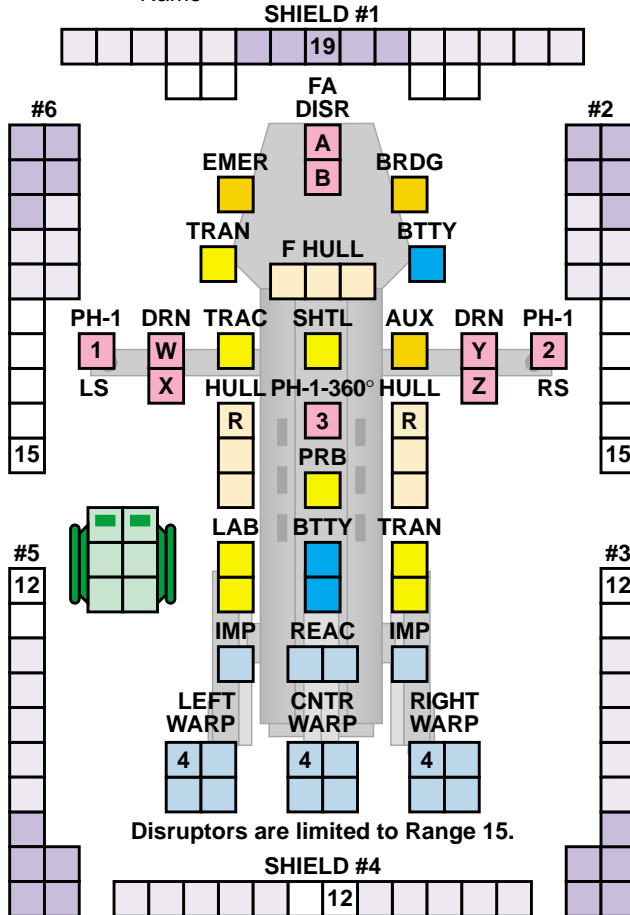 SHIELD #1
19
FA
DISR
#6
#2
A
EMER
BRDG
B
TRAN
BTTY
F HULL
PH-1 DRN TRAC SHTL AUX DRN PH-1
1 W Y 2
LS X Z RS
HULL PH-1-360° HULL
R 3 R
PRB
15 15
LAB BTTY TRAN
#5 #3
12 12
IMP REAC IMP
LEFT CNTR RIGHT
WARP WARP WARP
4 4 4
Disruptors are limited to Range 15.
SHIELD #4
12